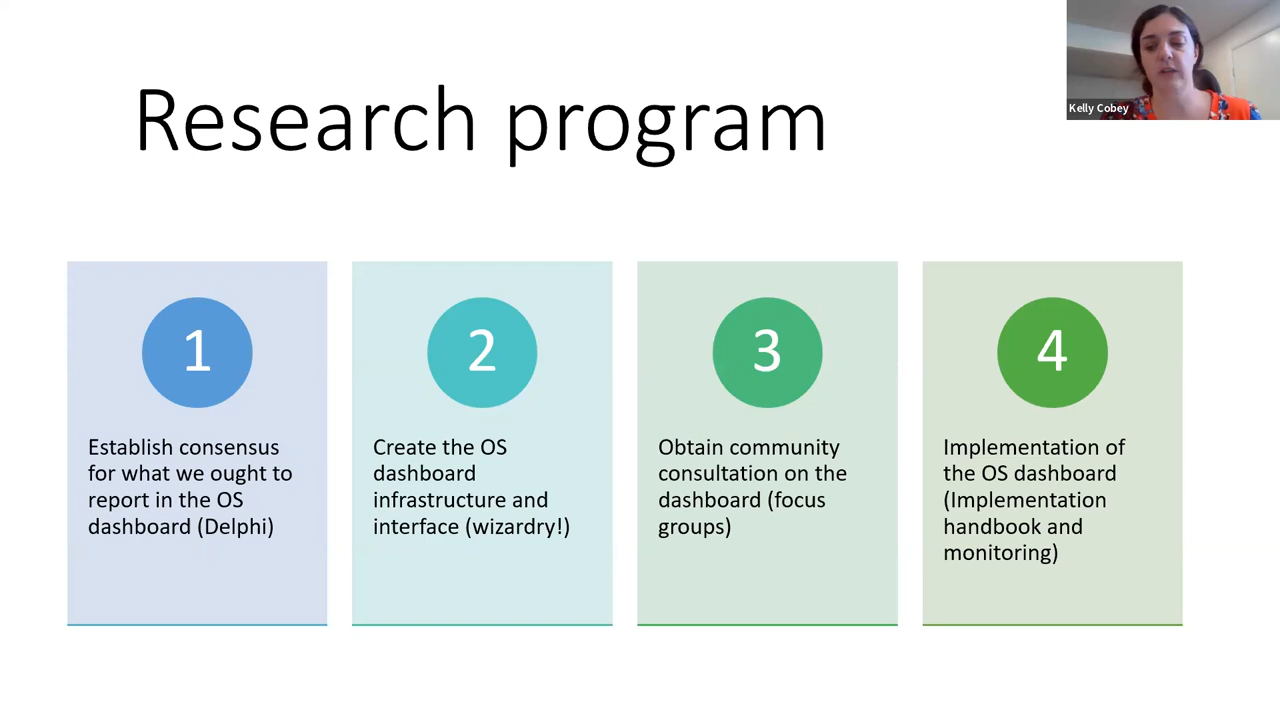 Research program
Kelly Cobey
1
Establish consensus
for what we ought to
report in the OS
dashboard (Delphi)
2
Create the OS
dashboard
infrastructure and
interface (wizardry!)
3
Obtain community
consultation on the
dashboard (focus
groups)
4
Implementation of
the OS dashboard
(Implementation
handbook and
monitoring)